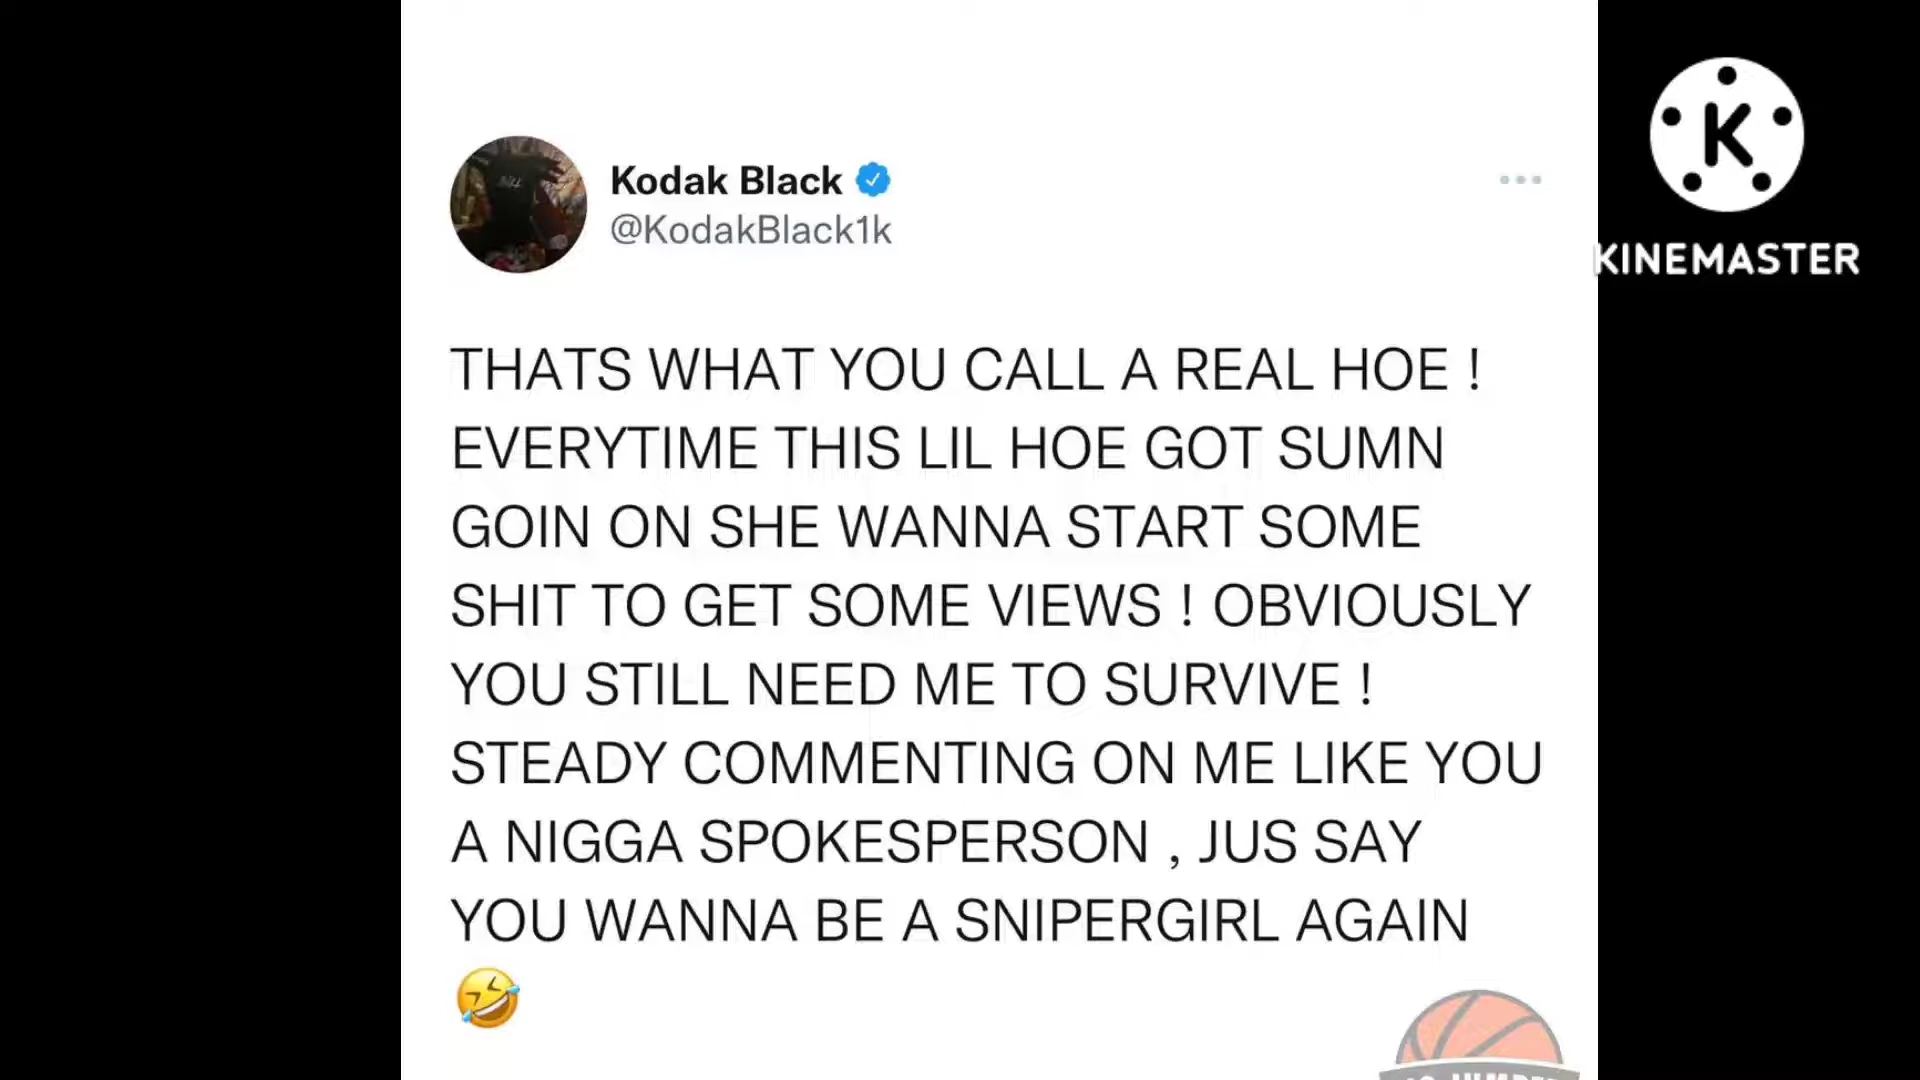 Kodak Black
@KodakBlack1k
K
KINEMASTER
THATS WHAT YOU CALL A REAL HOE !
EVERYTIME THIS LIL HOE GOT SUMN
GOIN ON SHE WANNA START SOME
SHIT TO GET SOME VIEWS ! OBVIOUSLY
YOU STILL NEED ME TO SURVIVE !
STEADY COMMENTING ON ME LIKE YOU
A NIGGA SPOKESPERSON , JUS SAY
YOU WANNA BE A SNIPERGIRL AGAIN
🤣